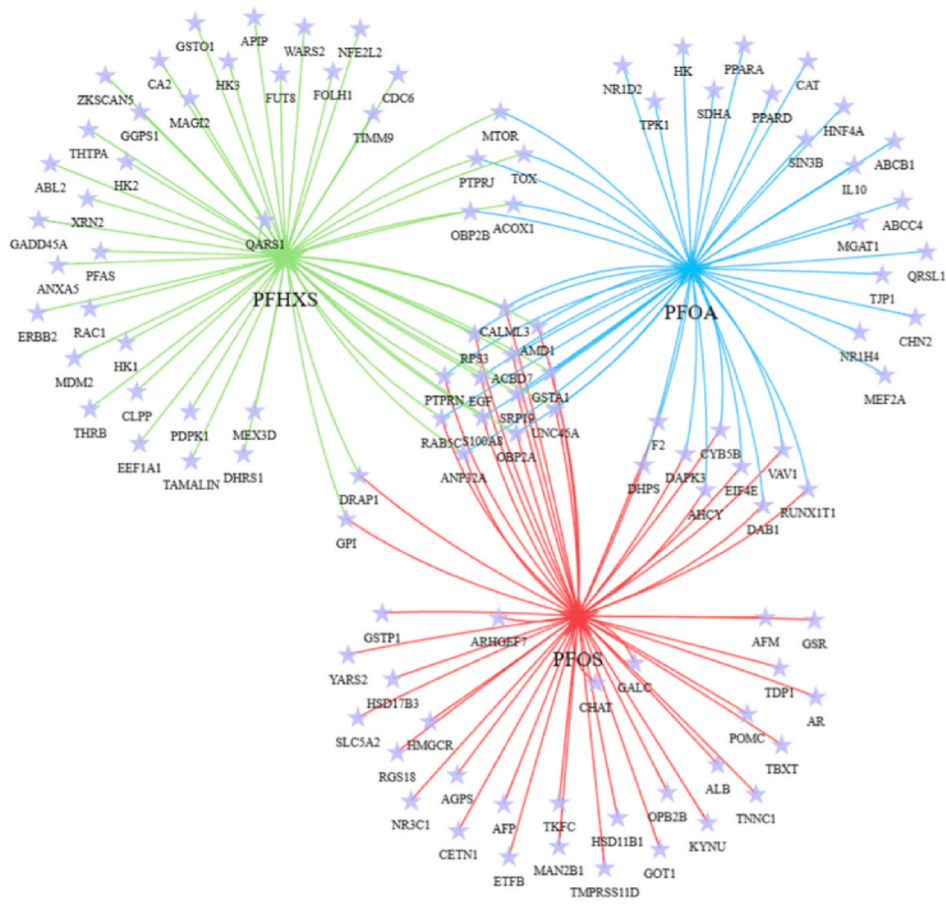 APIP
GSTO1
WARS2
NFE2L2
HK
PPARA
CA2
HK3
NR1D2
CAT
ZKSCAN5
FUT8
FOLH1
CDC6
SDHA
MAGI2
TPK1
PPARD
HNF4A
GGPS1
TIMM9
MTOR
THTPA
SIN3B
ABCB1
ABL2
HK2
PTPRJ
TOX
IL10
XRN2
OBP2B
ACOX1
ABCC4
GADD45A
QARS1
MGAT1
PFAS
QRSL1
ANXA5
PFHXS
TJP1
PFOA
ERBB2
RAC1
CALML3
CHN2
HK1
RPS3
AMD1
NR1H4
MDM2
ACBD7
MEF2A
CLPP
PTPRN
EGF
GSTA1
THRB
PDPK1
MEX3D
SRP19
RAB5C
S100A8
UNC45A
F2
EEF1A1
OBP2A
CYB5B
TAMALIN
DHRS1
ANP32A
DAPK3
VAV1
DRAP1
DHPS
EIF4E
AHCY
RUNX1T1
GPI
DAB1
GSTP1
ARHGEF7
AFM
GSR
PFOS
YARS2
GALC
TDP1
HSD17B3
CHAT
AR
SLC5A2
HMGCR
POMC
RGS18
TBXT
AGPS
ALB
NR3C1
AFP
TKFC
OPB2B
TNNC1
CETN1
HSD11B1
KYNU
ETFB
MAN2B1
GOT1
TMPRSS11D